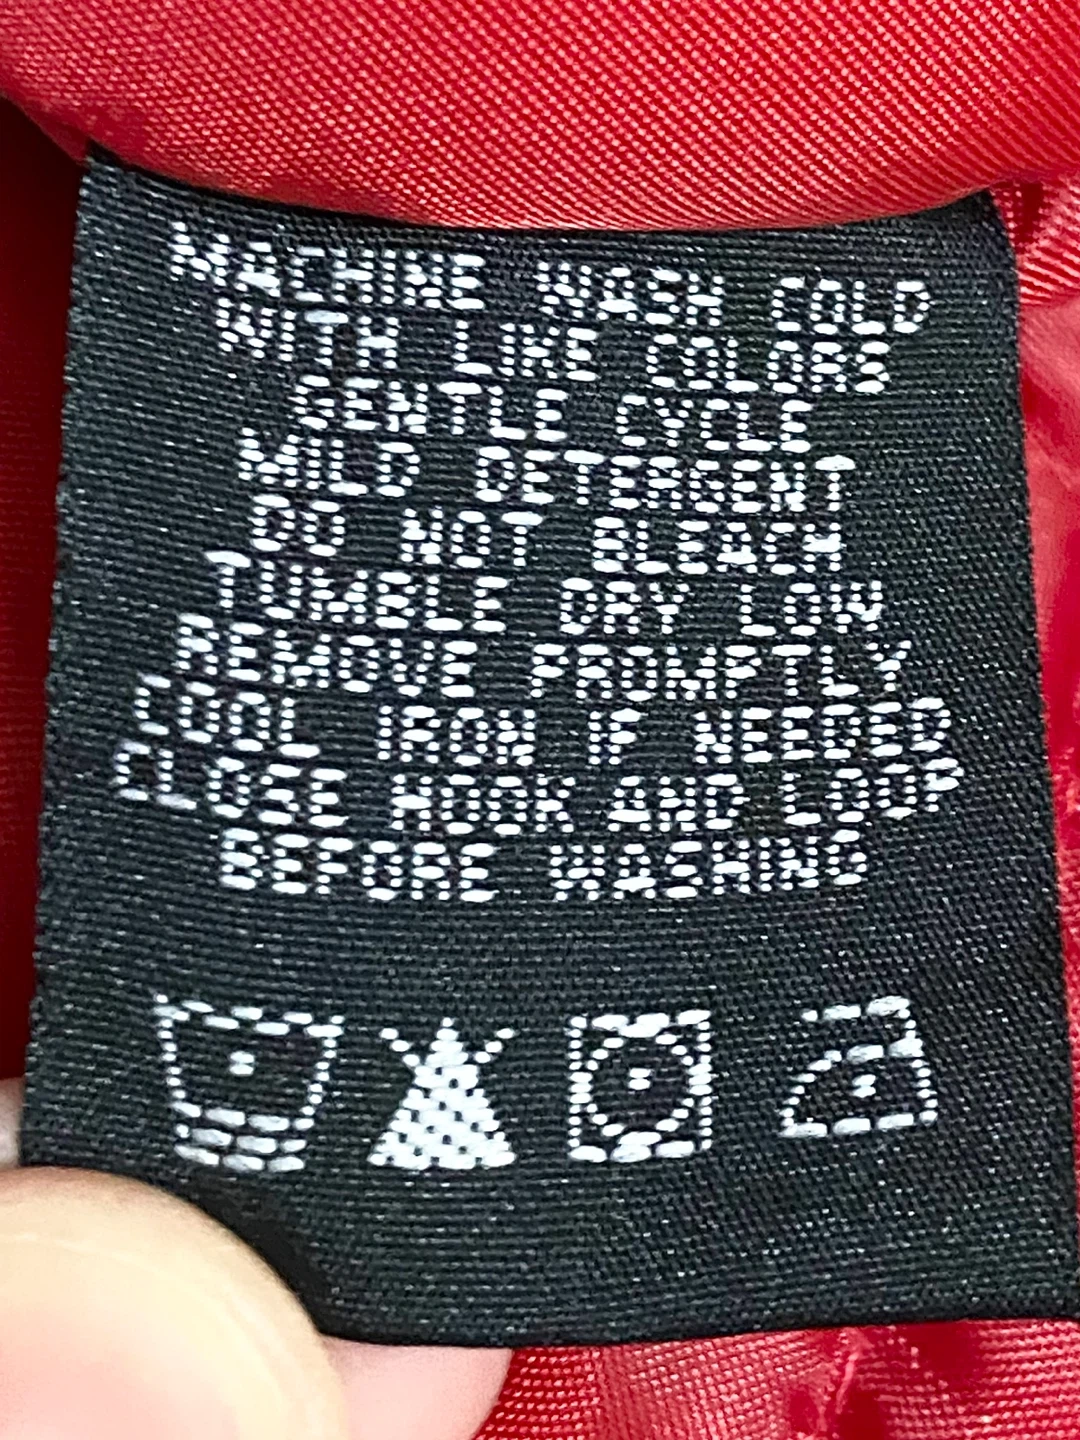 MACHINE WASH COLD
WITH LIKE COLORS
GENTLE CYCLE
MILD DETERGENT
DO NOT BLEACH
TUMBLE DRY LOW
REMOVE PROMPTLY
COOL IRON IF NEEDED
CLOSE HOOK AND LOOP
BEFORE WASHING